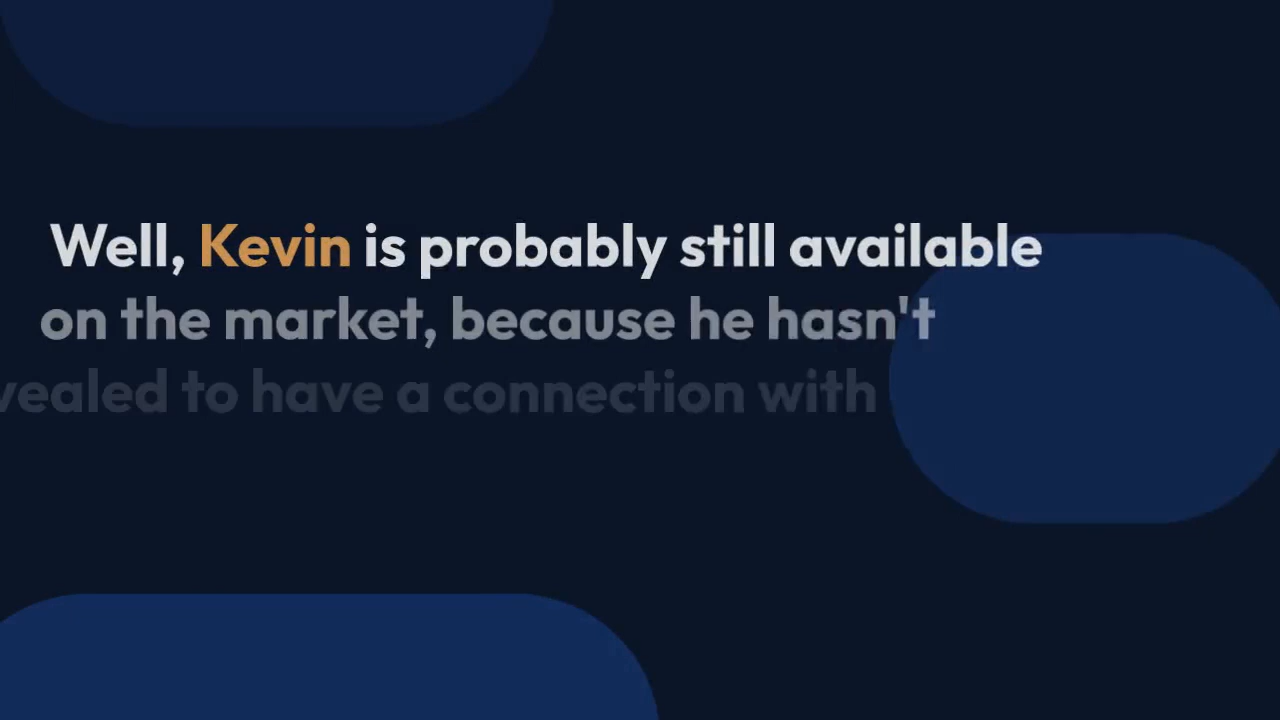 Well, Kevin is probably still available
on the market, because he hasn't
vealed to have a connection with